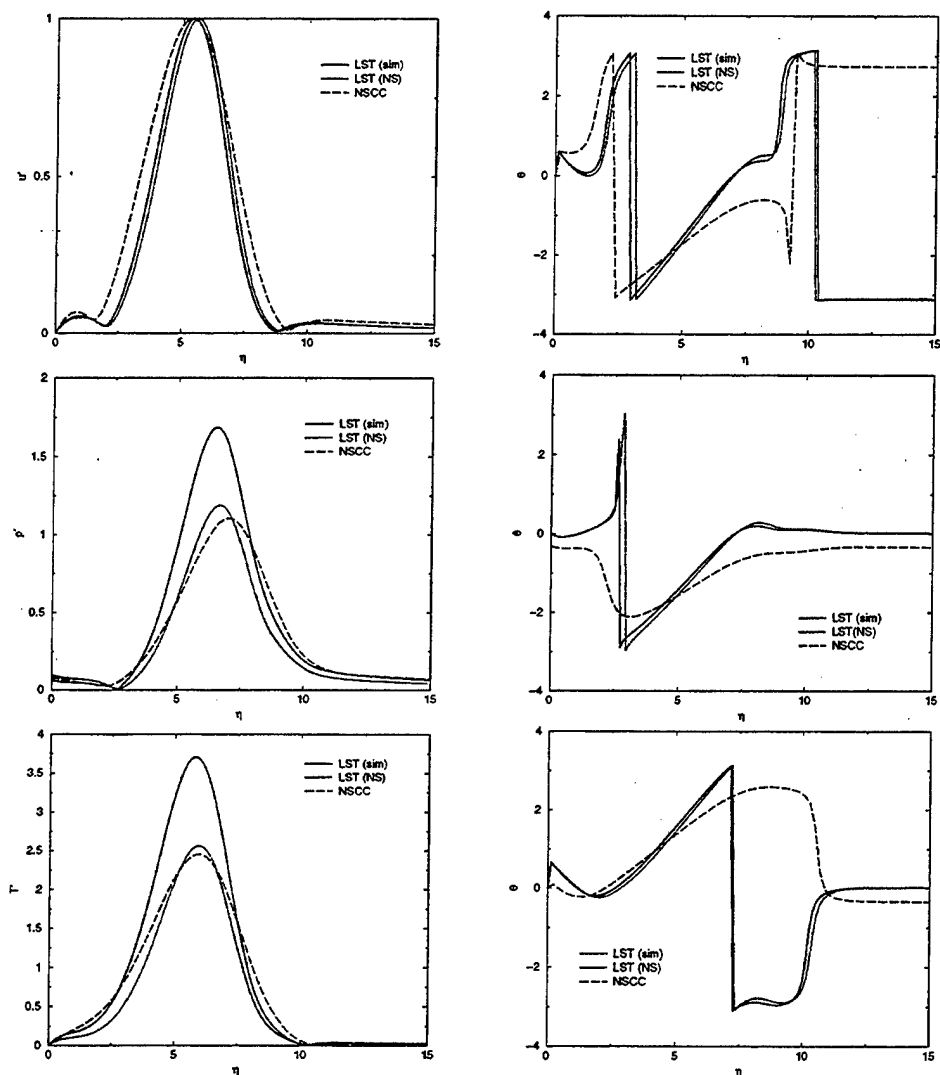 1
0.5
0
u'
0 5 10 15
η
LST (sim)
LST (NS)
NSCC
4
2
0
-2
-4
θ
0 5 10 15
η
LST (sim)
LST (NS)
NSCC
2
1.5
1
0.5
0
0 5 10 15
η
LST (sim)
LST (NS)
NSCC
4
2
0
-2
-4
θ
0 5 10 15
η
LST (sim)
LST(NS)
NSCC
4
3.5
3
2.5
2
1.5
1
0.5
0
T'
0 5 10 15
η
LST (sim)
LST (NS)
NSCC
4
2
0
-2
-4
θ
0 5 10 15
η
LST (sim)
LST (NS)
NSCC